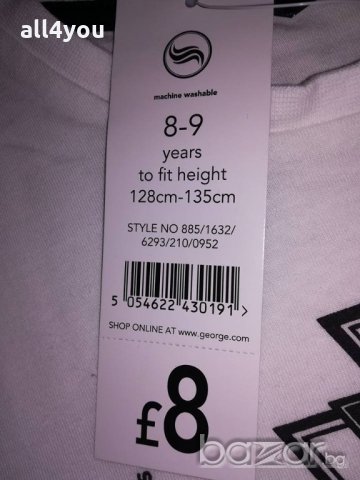 all4you
machine washable
8-9
years
to fit height
128cm-135cm
STYLE NO 885/1632/
6293/210/0952
5 054622 430191 >
SHOP ONLINE AT www.george.com
£8
bazar.bg